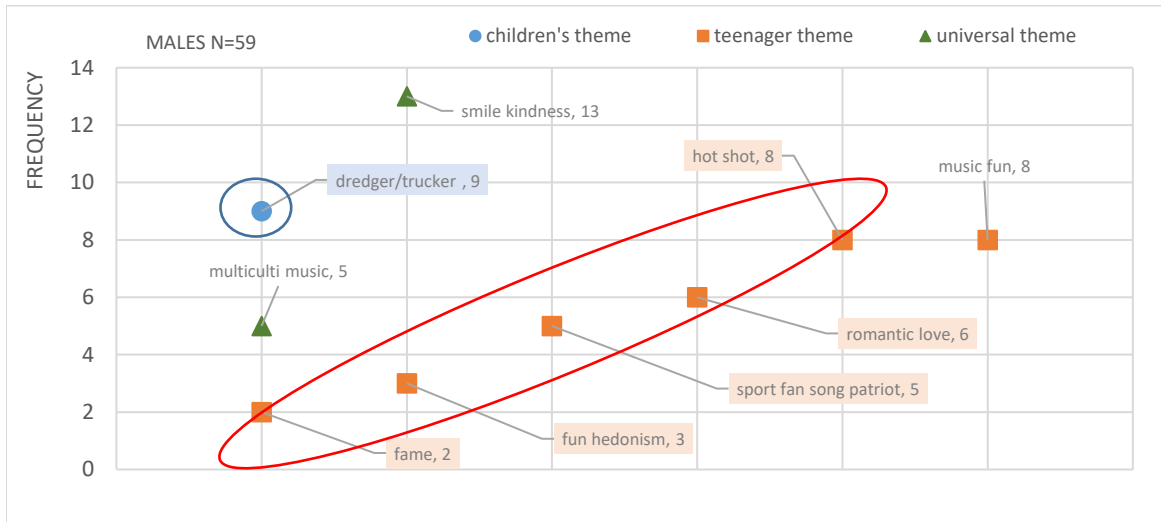 MALES N=59
children's theme
teenager theme
universal theme
FREQUENCY
14
12
10
8
6
4
2
0
smile kindness, 13
hot shot, 8
music fun, 8
dredger/trucker , 9
multiculti music, 5
romantic love, 6
sport fan song patriot, 5
fun hedonism, 3
fame, 2